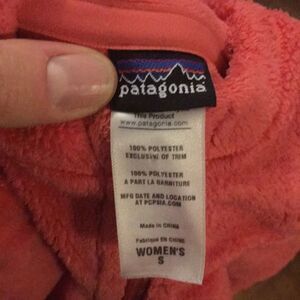 patagonia
This Product
www.patagonia.com
100% POLYESTER
EXCLUSIVE OF TRIM
100% POLYESTER
A PART LA GARNITURE
MFG DATE AND LOCATION
AT PCPSIA.COM
Made in CHINA
Fabriqué EN CHINE
WOMEN'S
S